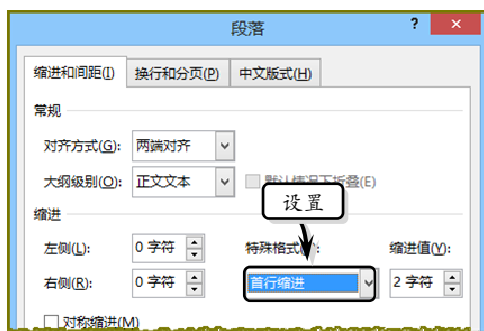 段落
?
×
缩进和间距(I) 换行和分页(P) 中文版式(H)
常规
对齐方式(G): 两端对齐
大纲级别(O): 正文文本 默认情况下折叠(E)
设置
缩进
左侧(L): 0 字符 特殊格式 : 缩进值(Y):
右侧(R): 0 字符 首行缩进 2 字符
对称缩进(M)